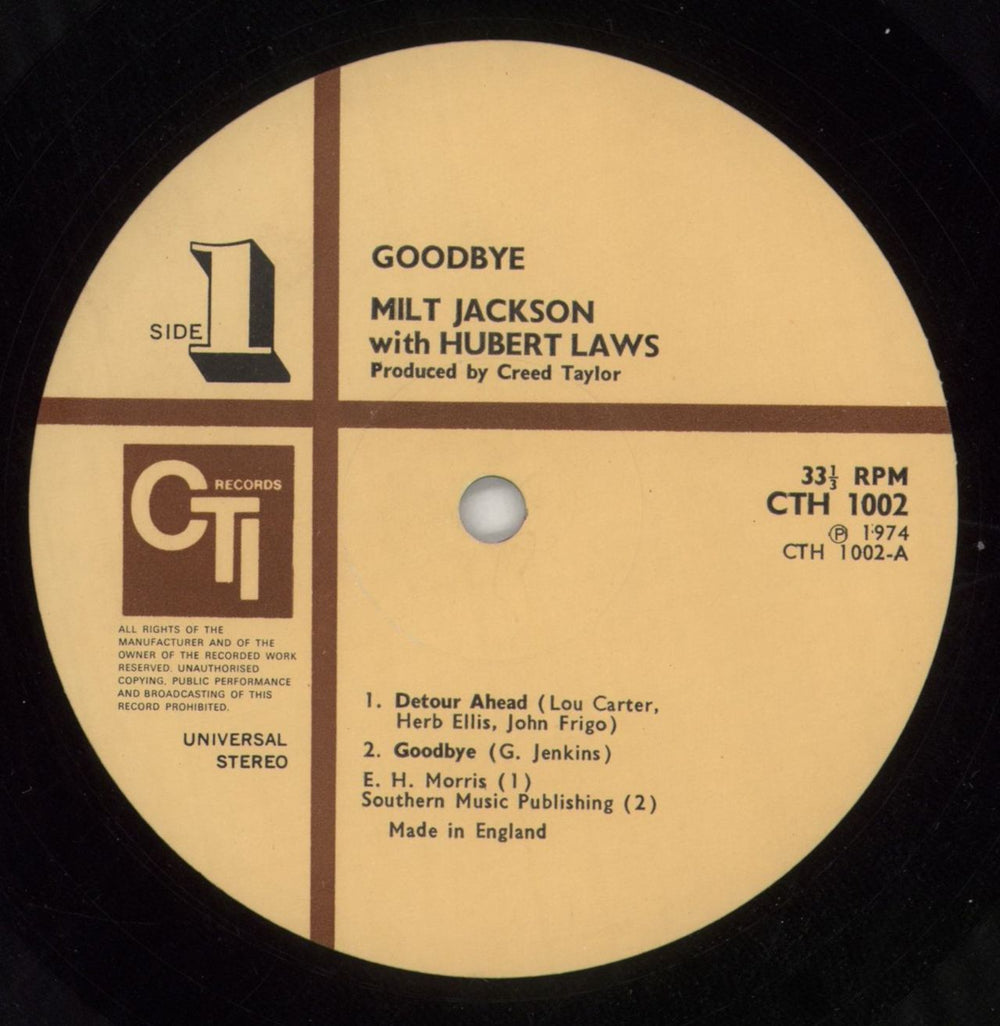 GOODBYE
MILT JACKSON
with HUBERT LAWS
Produced by Creed Taylor
SIDE 1
CTI RECORDS
ALL RIGHTS OF THE
MANUFACTURER AND OF THE
OWNER OF THE RECORDED WORK
RESERVED. UNAUTHORISED
COPYING, PUBLIC PERFORMANCE
AND BROADCASTING OF THIS
RECORD PROHIBITED.
UNIVERSAL
STEREO
33⅓ RPM
CTH 1002
Ⓟ 1974
CTH 1002-A
1. Detour Ahead (Lou Carter,
Herb Ellis, John Frigo)
2. Goodbye (G. Jenkins)
E. H. Morris (1)
Southern Music Publishing (2)
Made in England